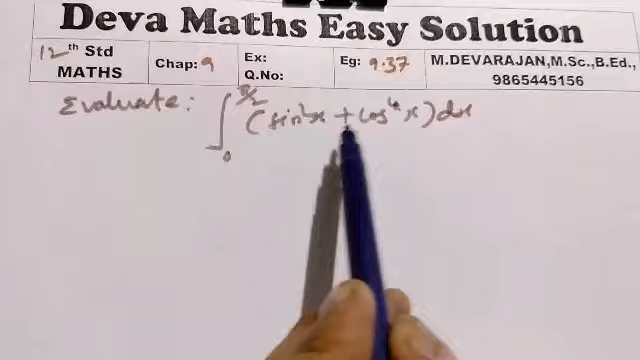 Deva Maths Easy Solution
12th Std
MATHS
Chap: 9
Ex:
Q.No:
Eg: 9.37
M.DEVARAJAN,M.Sc.,B.Ed.,
9865445156
Evaluate: ∫₀^(π/2) (sin²x + cos⁴x) dx